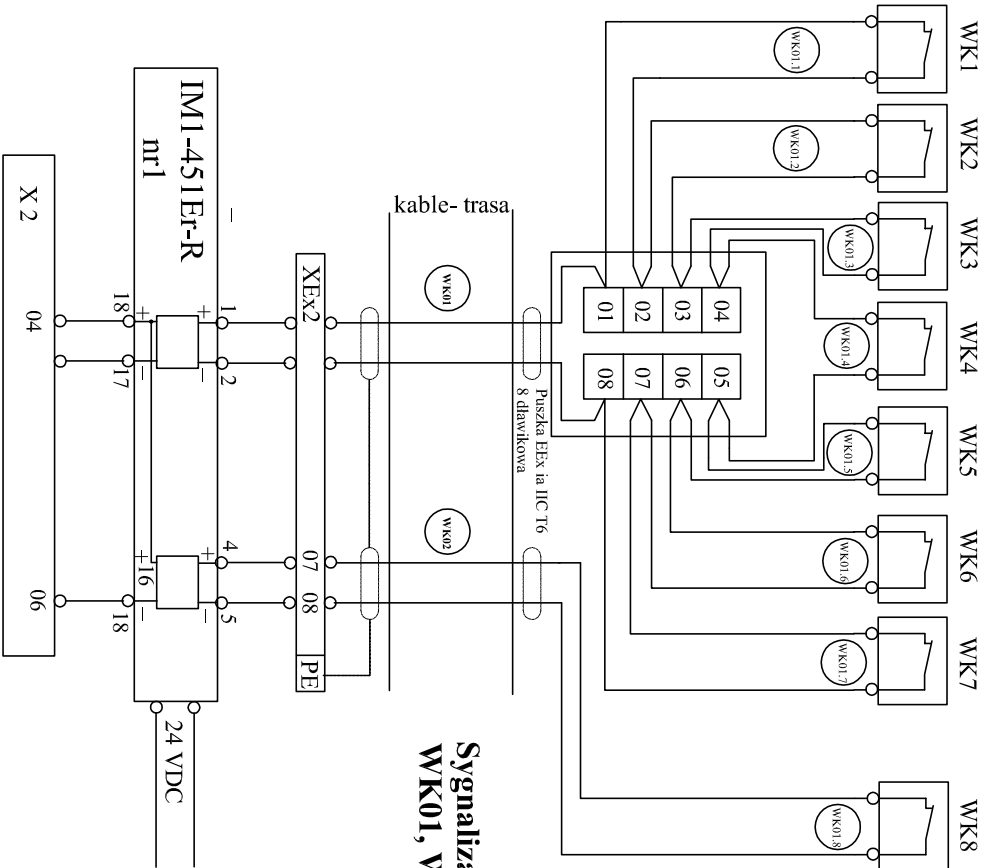 WK1
WK2
WK3
WK4
WK5
WK6
WK7
WK8
WK01.1
WK01.2
WK01.3
WK01.4
WK01.5
WK01.6
WK01.7
WK01.8
01
02
03
04
08
07
06
05
Puszka EEx ia IIC T6
8 dławikowa
kable- trasa
WK01
WK02
XEx2
07
08
PE
IM1-451Er-R
nr1
_
1
2
4
5
+
_
+
_
+
_
+
_
18
17
16
18
24 VDC
X 2
04
06
Sygnaliza
WK01, W